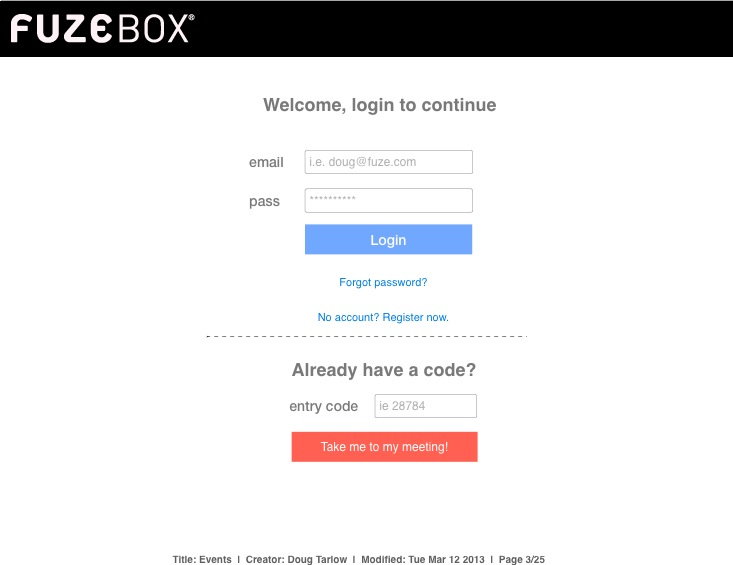 FUZEBOX®
Welcome, login to continue
email i.e. doug@fuze.com
pass **********
Login
Forgot password?
No account? Register now.
Already have a code?
entry code ie 28784
Take me to my meeting!
Title: Events | Creator: Doug Tarlow | Modified: Tue Mar 12 2013 | Page 3/25